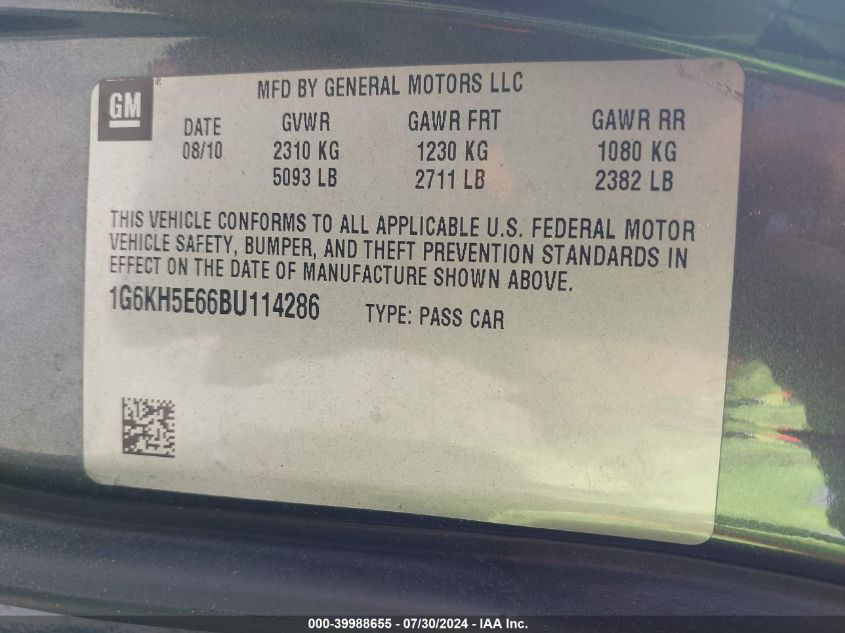 GM ®
MFD BY GENERAL MOTORS LLC
DATE GVWR GAWR FRT GAWR RR
08/10 2310 KG 1230 KG 1080 KG
5093 LB 2711 LB 2382 LB
THIS VEHICLE CONFORMS TO ALL APPLICABLE U.S. FEDERAL MOTOR
VEHICLE SAFETY, BUMPER, AND THEFT PREVENTION STANDARDS IN
EFFECT ON THE DATE OF MANUFACTURE SHOWN ABOVE.
1G6KH5E66BU114286 TYPE: PASS CAR
000-39988655 - 07/30/2024 - IAA Inc.